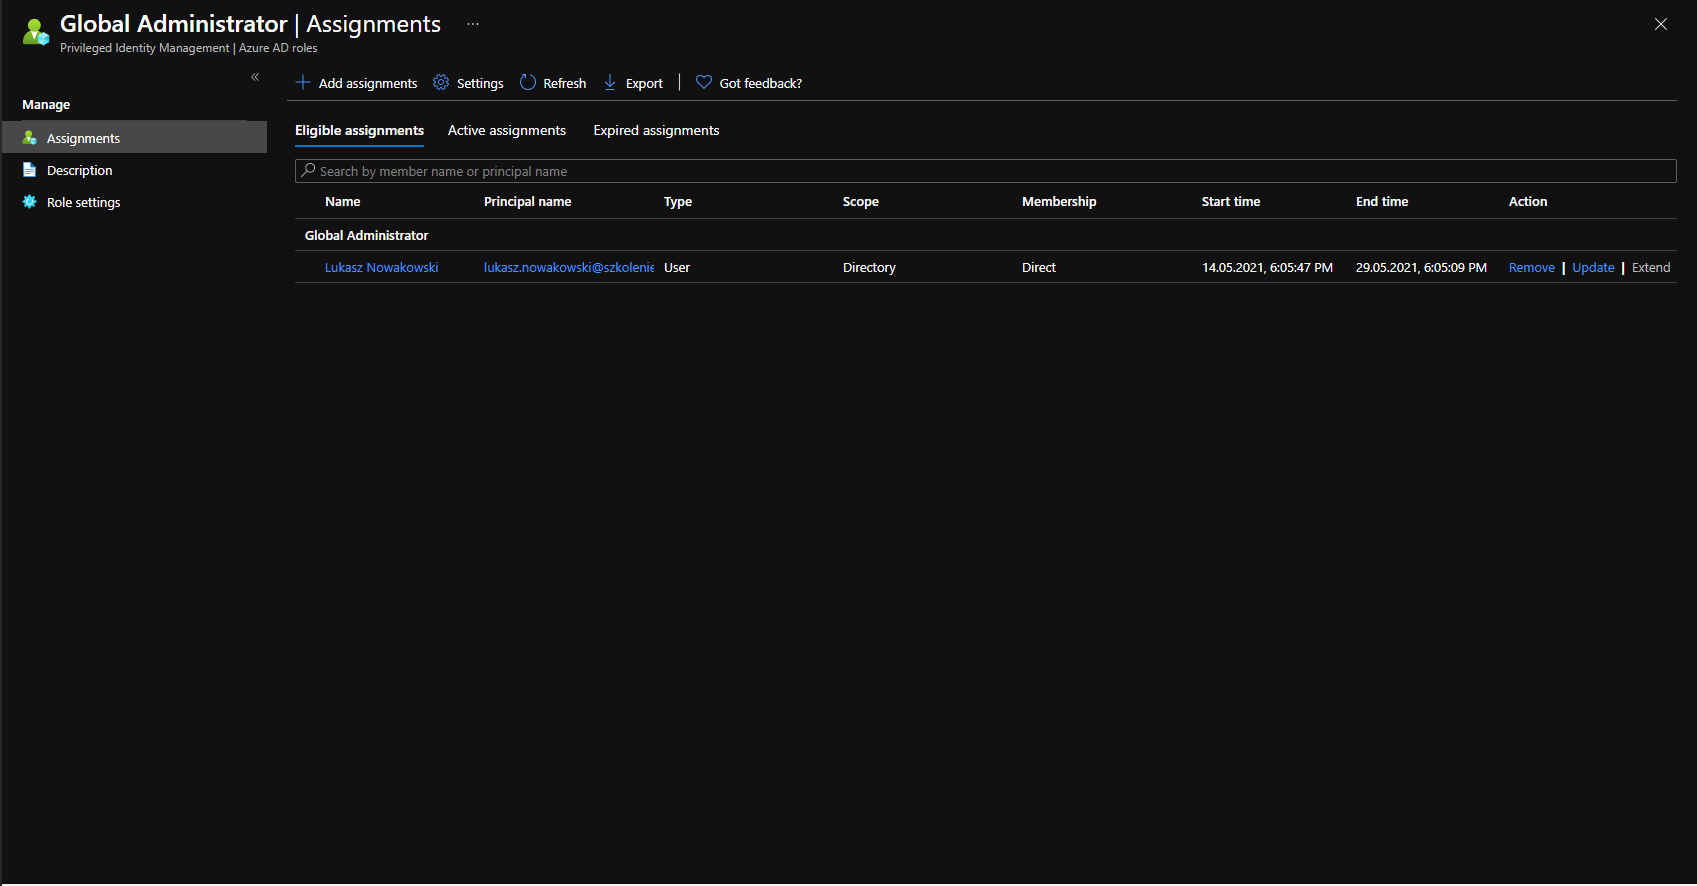 Global Administrator | Assignments ...
Privileged Identity Management | Azure AD roles
«
Add assignments Settings Refresh Export | Got feedback?
Manage
Assignments
Description
Role settings
Eligible assignments Active assignments Expired assignments
Search by member name or principal name
Name Principal name Type Scope Membership Start time End time Action
Global Administrator
Lukasz Nowakowski lukasz.nowakowski@szkolenie User Directory Direct 14.05.2021, 6:05:47 PM 29.05.2021, 6:05:09 PM Remove | Update | Extend